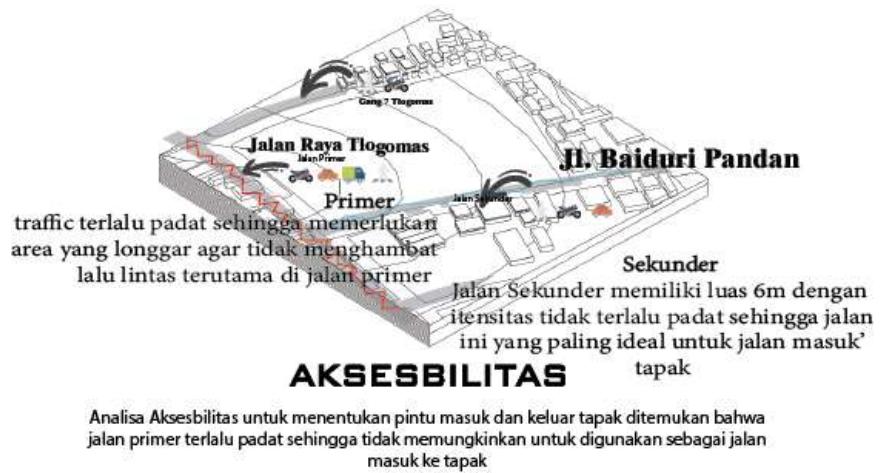 Gang 7 Tlogomas
Jalan Raya Tlogomas
Jalan Primer
Jl. Baiduri Pandan
Jalan Sekunder
Primer
traffic terlalu padat sehingga memerlukan
area yang longgar agar tidak menghambat
lalu lintas terutama di jalan primer
Sekunder
Jalan Sekunder memiliki luas 6m dengan
itensitas tidak terlalu padat sehingga jalan
ini yang paling ideal untuk jalan masuk’
tapak
AKSESBILITAS
Analisa Aksesbilitas untuk menentukan pintu masuk dan keluar tapak ditemukan bahwa
jalan primer terlalu padat sehingga tidak memungkinkan untuk digunakan sebagai jalan
masuk ke tapak